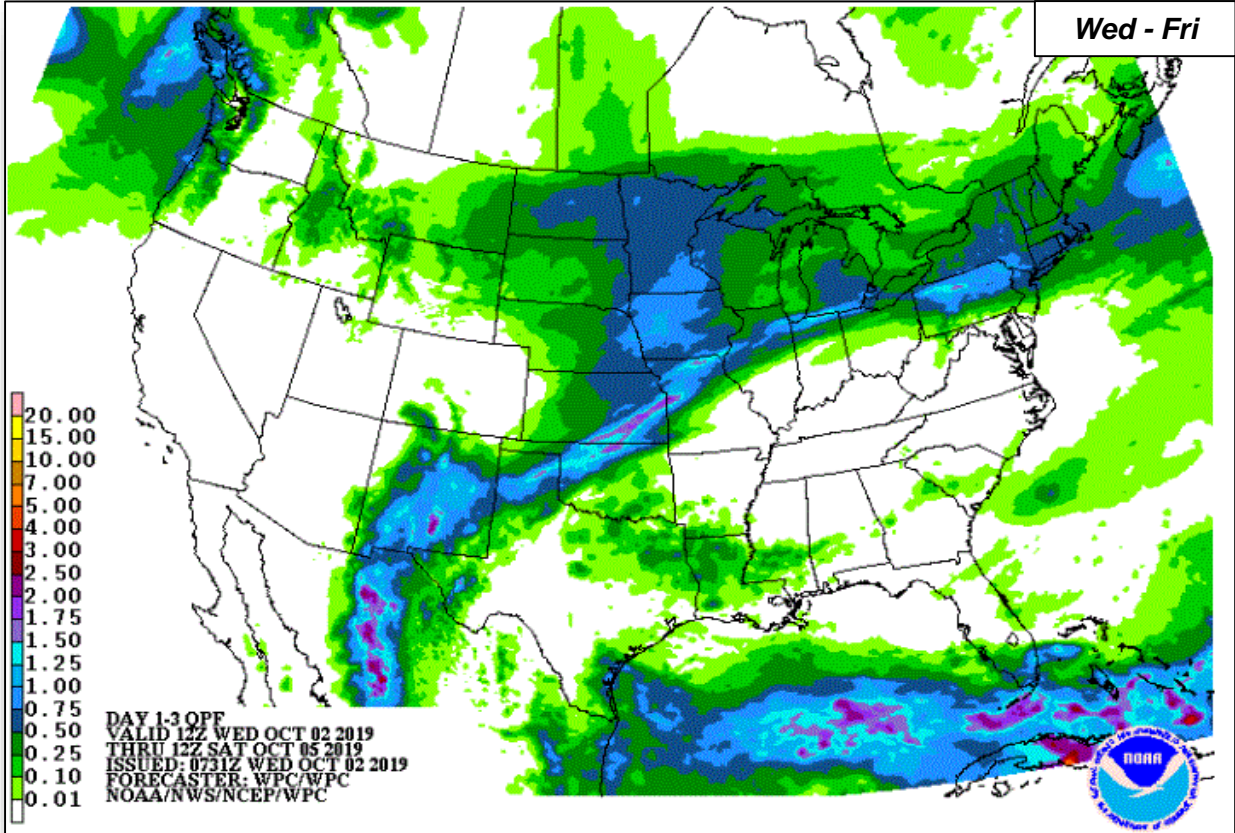 Wed - Fri
20.00
15.00
10.00
7.00
5.00
4.00
3.00
2.50
2.00
1.75
1.50
1.25
1.00
0.75
0.50
0.25
0.10
0.01
DAY 1-3 QPF
VALID 12Z WED OCT 02 2019
THRU 12Z SAT OCT 05 2019
ISSUED: 0731Z WED OCT 02 2019
FORECASTER: WPC/WPC
NOAA/NWS/NCEP/WPC
NOAA